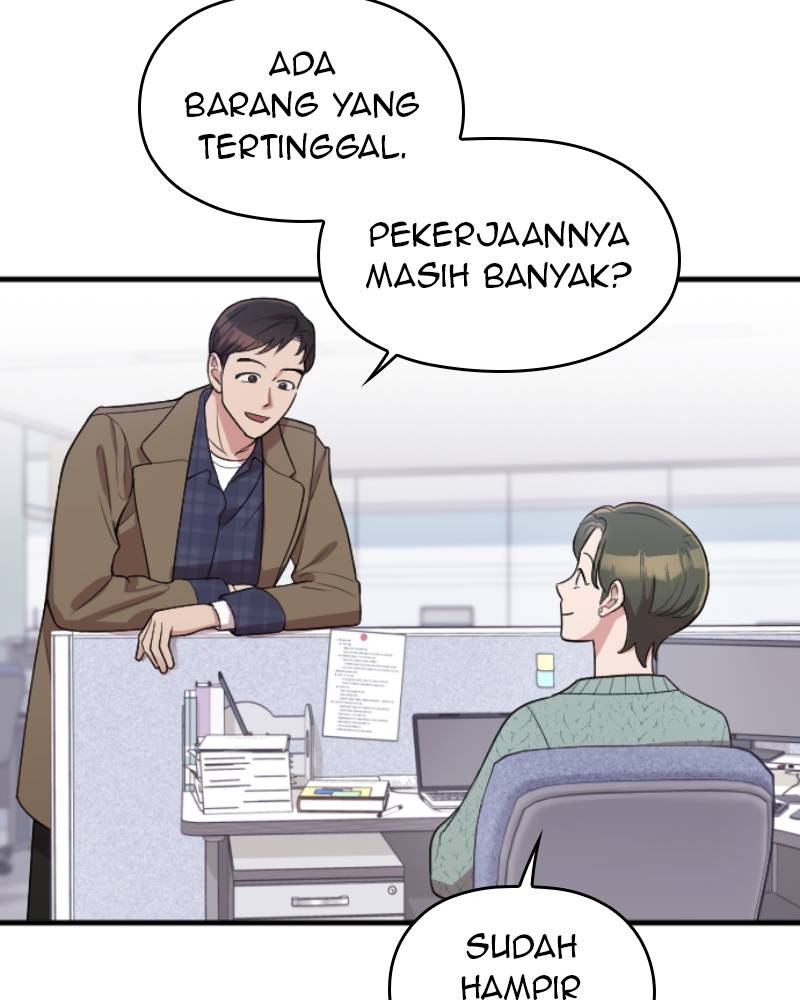 ADA
BARANG YANG
TERTINGGAL.
PEKERJAANNYA
MASIH BANYAK?
SUDAH
HAMPIR